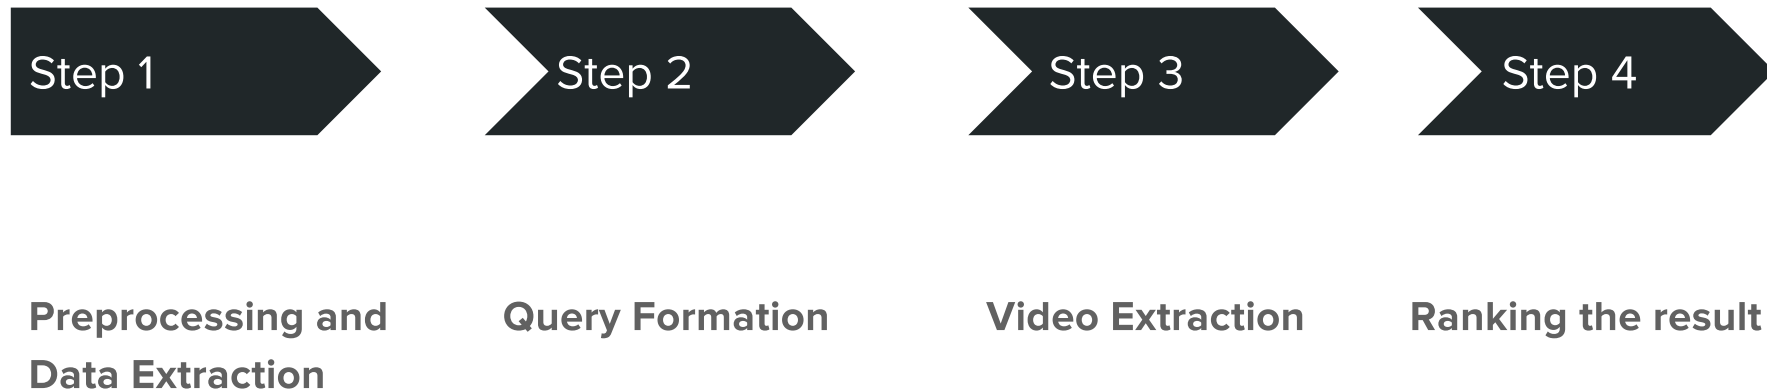 Step 1
Step 2
Step 3
Step 4
Preprocessing and
Data Extraction
Query Formation
Video Extraction
Ranking the result